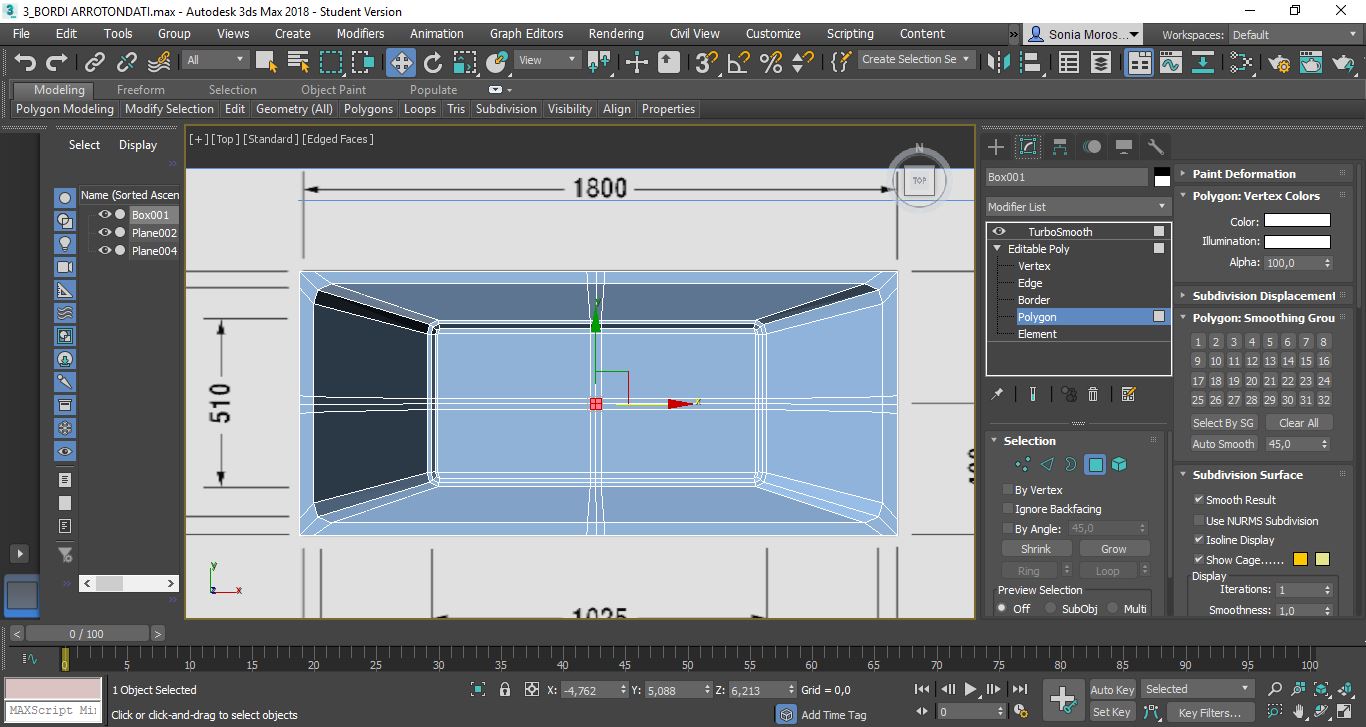 3_BORDI ARROTONDATI.max - Autodesk 3ds Max 2018 - Student Version
File Edit Tools Group Views Create Modifiers Animation Graph Editors Rendering Civil View Customize Scripting Content » Sonia Moros... Workspaces: Default
All View 3 Create Selection Se
Modeling Freeform Selection Object Paint Populate
Polygon Modeling Modify Selection Edit Geometry (All) Polygons Loops Tris Subdivision Visibility Align Properties
Select Display
Name (Sorted Ascen
Box001
Plane002
Plane004
[+] [Top] [Standard] [Edged Faces]
1800
N
TOP
510
y
x
1025
y
z
x
Box001
Modifier List
TurboSmooth
Editable Poly
Vertex
Edge
Border
Polygon
Element
Selection
By Vertex
Ignore Backfacing
By Angle: 45,0
Shrink Grow
Ring Loop
Preview Selection
Off SubObj Multi
Paint Deformation
Polygon: Vertex Colors
Color:
Illumination:
Alpha: 100,0
Subdivision Displacement
Polygon: Smoothing Grou
1 2 3 4 5 6 7 8
9 10 11 12 13 14 15 16
17 18 19 20 21 22 23 24
25 26 27 28 29 30 31 32
Select By SG Clear All
Auto Smooth 45,0
Subdivision Surface
Smooth Result
Use NURMS Subdivision
Isoline Display
Show Cage......
Display
Iterations: 1
Smoothness: 1,0
< 0 / 100 >
0 5 10 15 20 25 30 35 40 45 50 55 60 65 70 75 80 85 90 95 100
1 Object Selected X: -4,762 Y: 5,088 Z: 6,213 Grid = 0,0 Auto Key Selected
MAXScript Mi
Click or click-and-drag to select objects Add Time Tag 0 Set Key Key Filters...